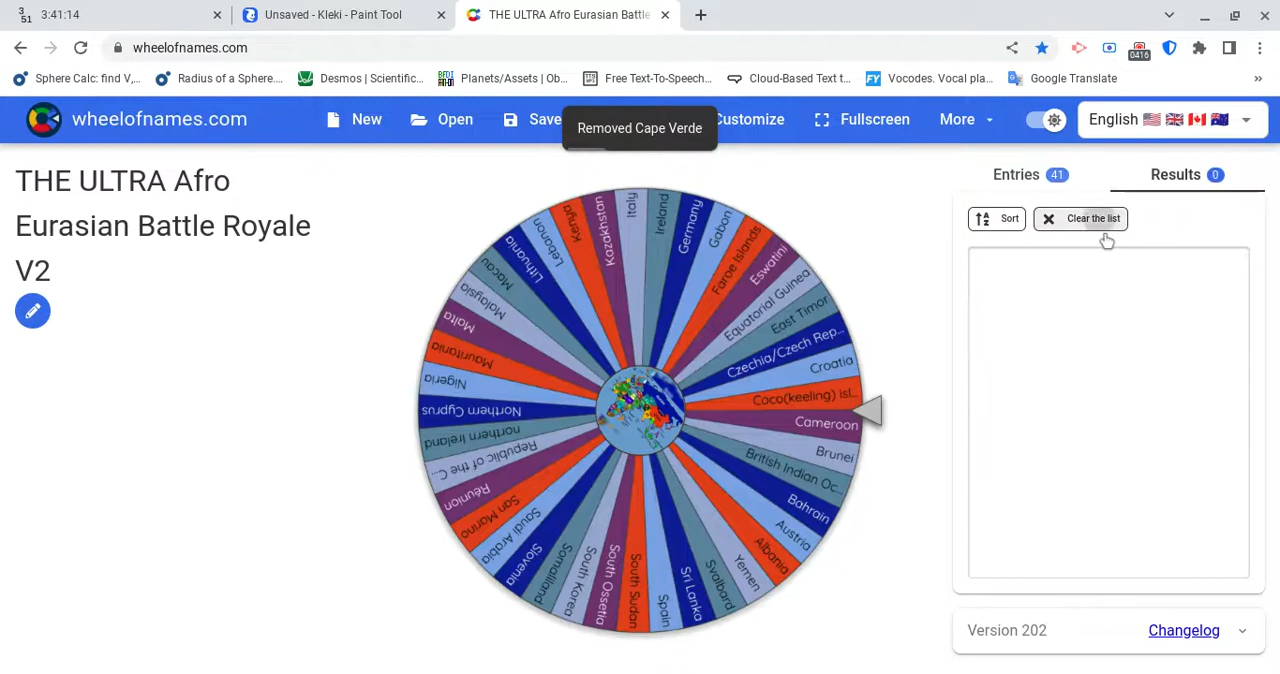 3 51 3:41:14
Unsaved - Kleki - Paint Tool
THE ULTRA Afro Eurasian Battle
wheelofnames.com
0416
Sphere Calc: find V,...
Radius of a Sphere....
Desmos | Scientific...
Planets/Assets | Ob...
Free Text-To-Speech...
Cloud-Based Text t...
Vocodes. Vocal pla...
Google Translate
»
wheelofnames.com
New
Open
Save
Customize
Fullscreen
More
English
Removed Cape Verde
THE ULTRA Afro
Eurasian Battle Royale
V2
Entries 41
Results 0
Sort
Clear the list
Italy
Ireland
Germany
Gabon
Faroe Islands
Eswatini
Equatorial Guinea
East Timor
Czechia/Czech Rep...
Croatia
Coco(keeling) isl...
Cameroon
Brunei
British Indian Oc...
Bahrain
Austria
Albania
Yemen
Svalbard
Sri Lanka
Spain
South Sudan
South Ossetia
South Korea
Somaliland
Slovenia
Saudi Arabia
San Marino
Réunion
Republic of the C...
northern Ireland
Northern Cyprus
Nigeria
Mauritania
Malta
Malaysia
Macau
Lithuania
Lebanon
Kenya
Kazakhstan
Version 202
Changelog